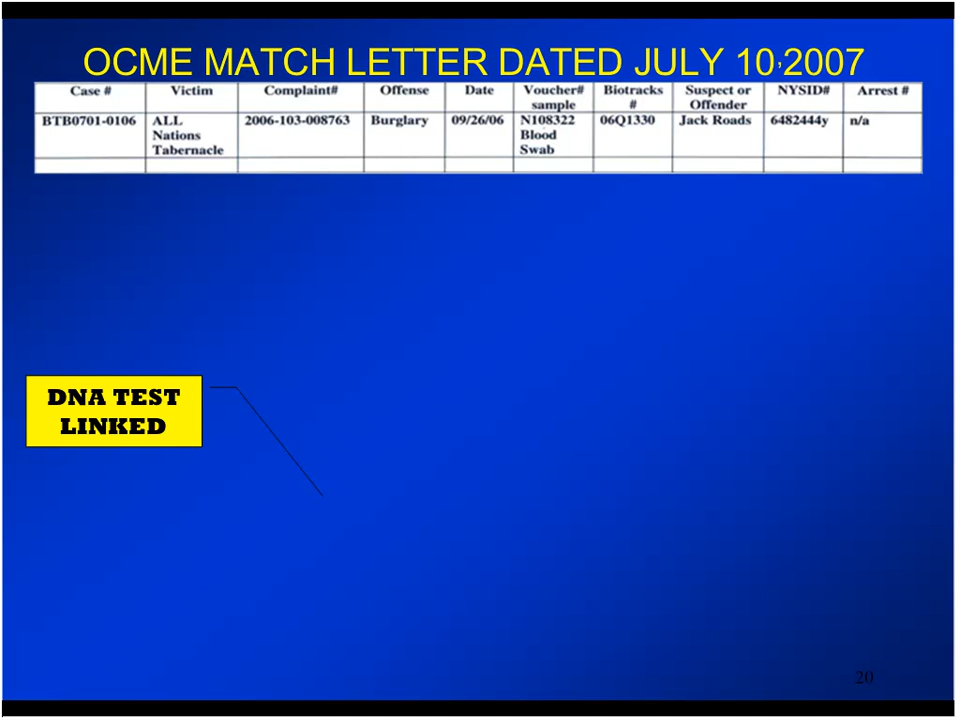 OCME MATCH LETTER DATED JULY 10,2007
Case # Victim Complaint# Offense Date Voucher# sample Biotracks # Suspect or Offender NYSID# Arrest #
BTB0701-0106 ALL Nations Tabernacle 2006-103-008763 Burglary 09/26/06 N108322 Blood Swab 06Q1330 Jack Roads 6482444y n/a
DNA TEST
LINKED
20